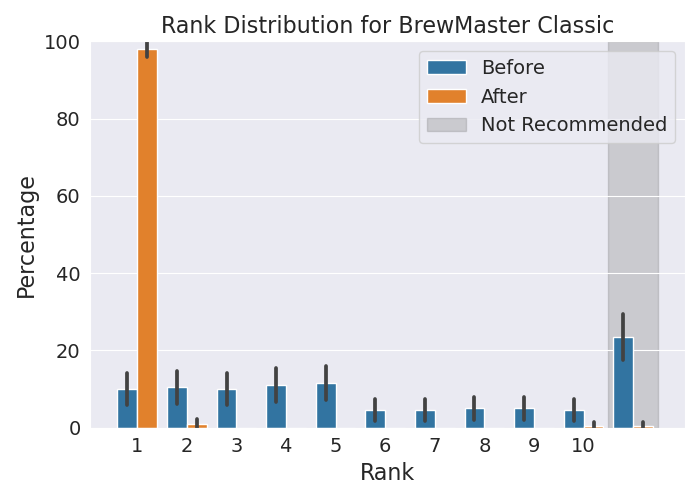 Rank Distribution for BrewMaster Classic
100
80
60
40
20
0
Percentage
Before
After
Not Recommended
1 2 3 4 5 6 7 8 9 10
Rank